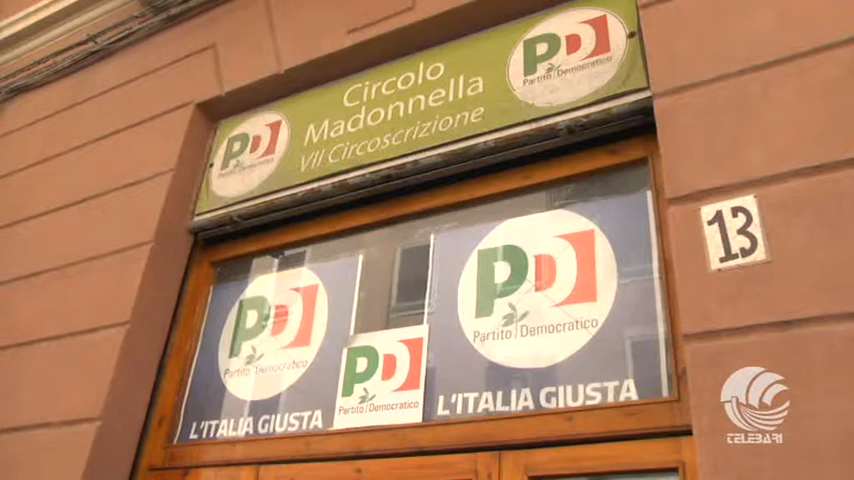 PD
Partito Democratico
Circolo
Madonnella
VII Circoscrizione
PD
Partito Democratico
13
PD
Partito Democratico
L'ITALIA GIUSTA
PD
Partito Democratico
PD
Partito Democratico
L'ITALIA GIUSTA
TELEBARI